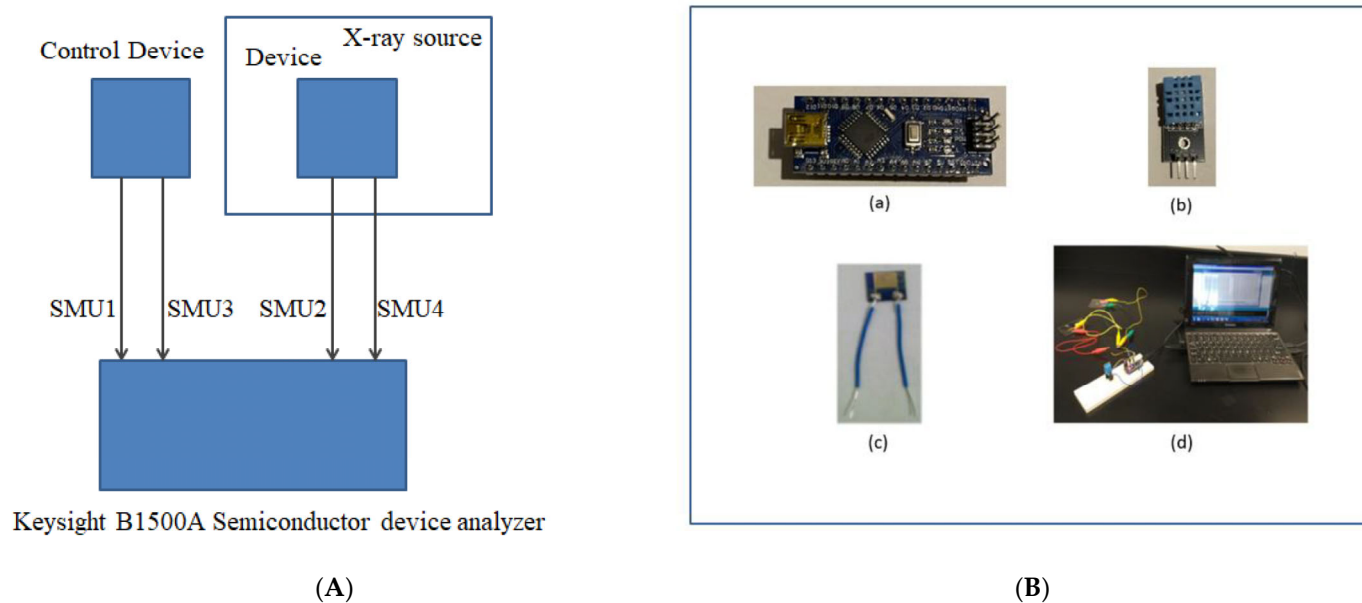 Control Device
X-ray source
Device
SMU1
SMU3
SMU2
SMU4
Keysight B1500A Semiconductor device analyzer
(A)
(a)
(b)
(c)
(d)
(B)